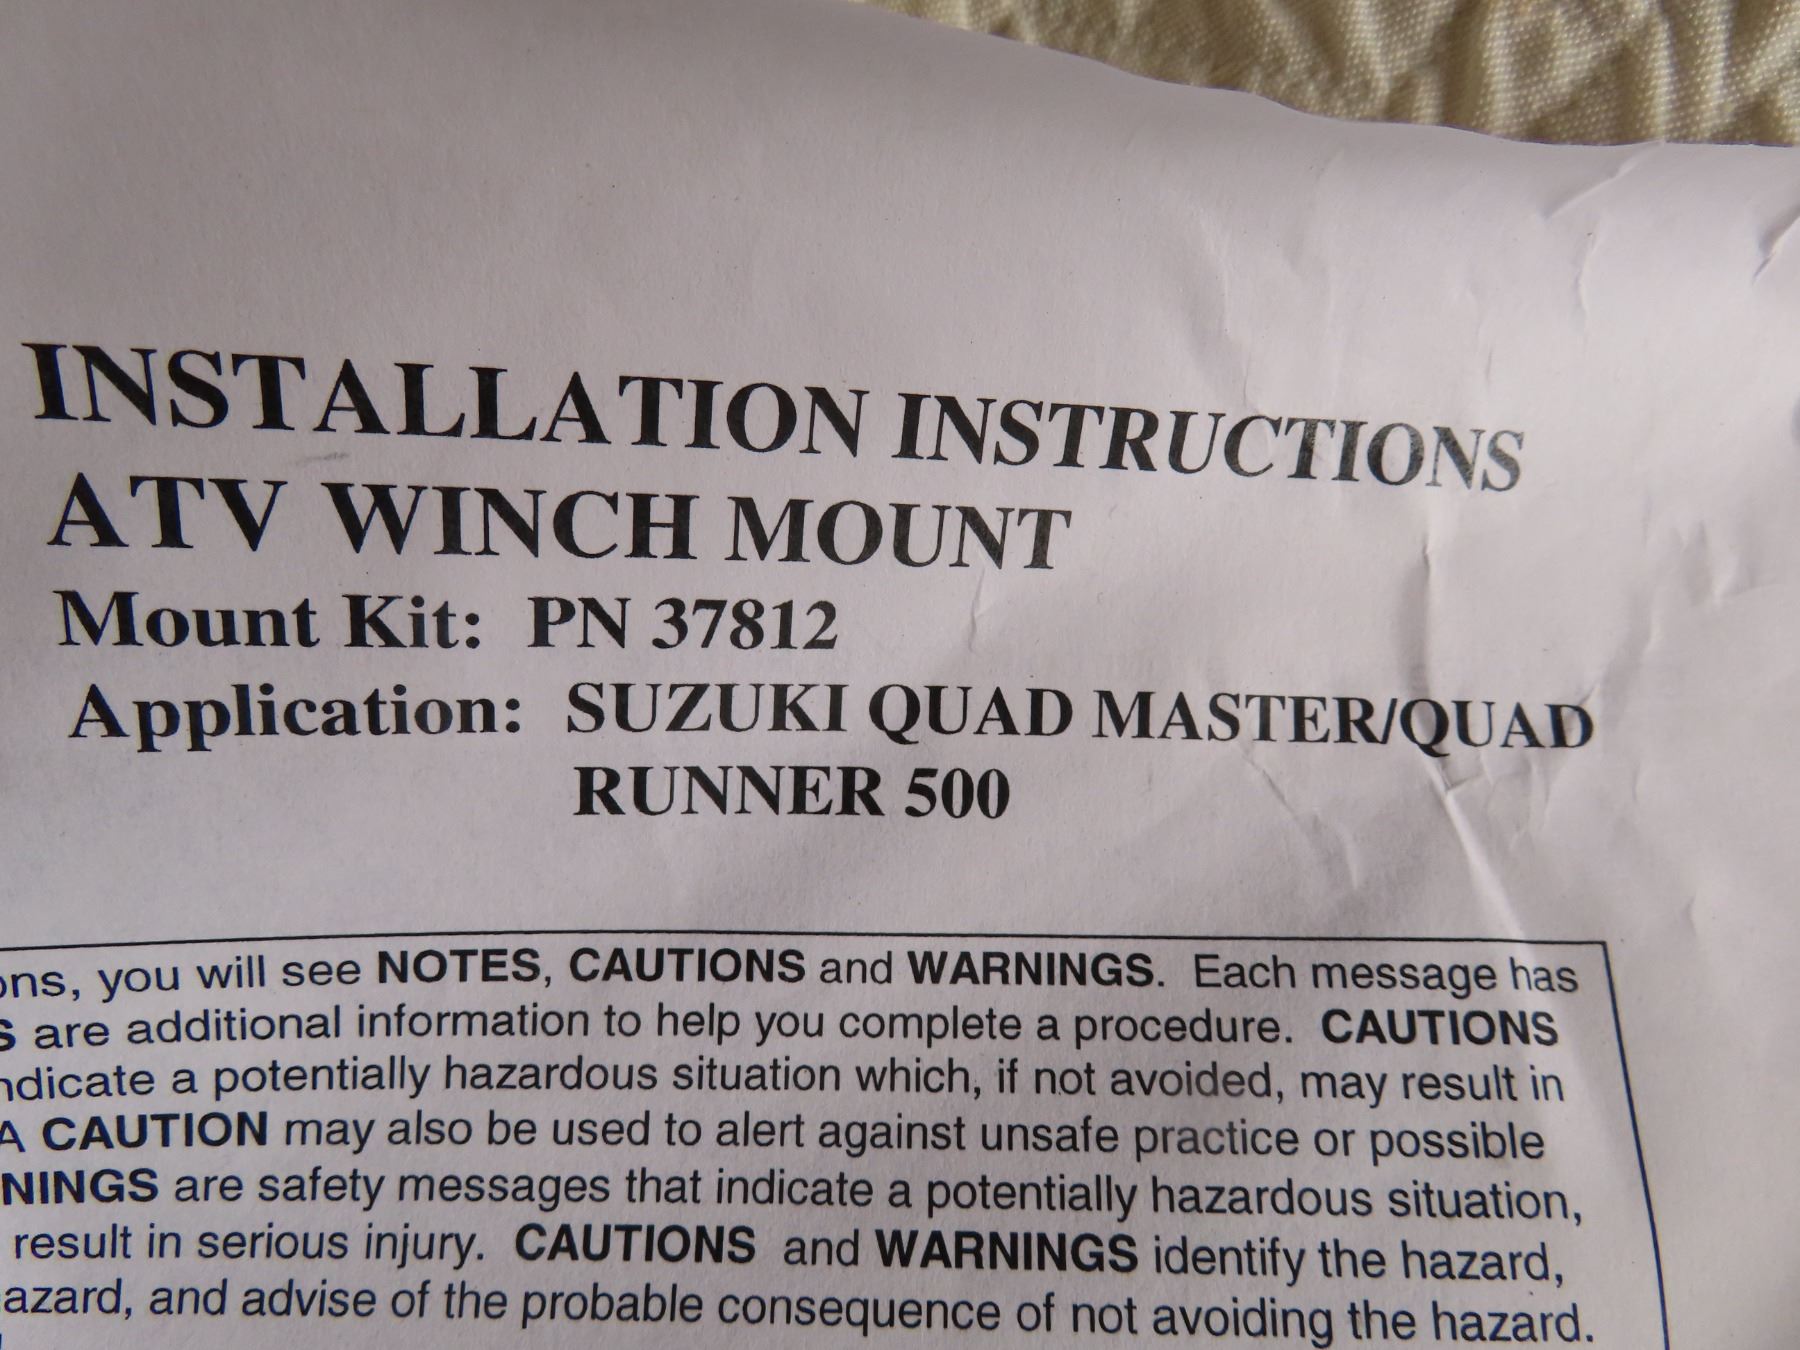 INSTALLATION INSTRUCTIONS
ATV WINCH MOUNT
Mount Kit: PN 37812
Application: SUZUKI QUAD MASTER/QUAD
RUNNER 500
you will see NOTES, CAUTIONS and WARNINGS. Each message has
are additional information to help you complete a procedure. CAUTIONS
a potentially hazardous situation which, if not avoided, may result in
A CAUTION may also be used to alert against unsafe practice or possible
are safety messages that indicate a potentially hazardous situation,
result in serious injury. CAUTIONS and WARNINGS identify the hazard,
and advise of the probable consequence of not avoiding the hazard.